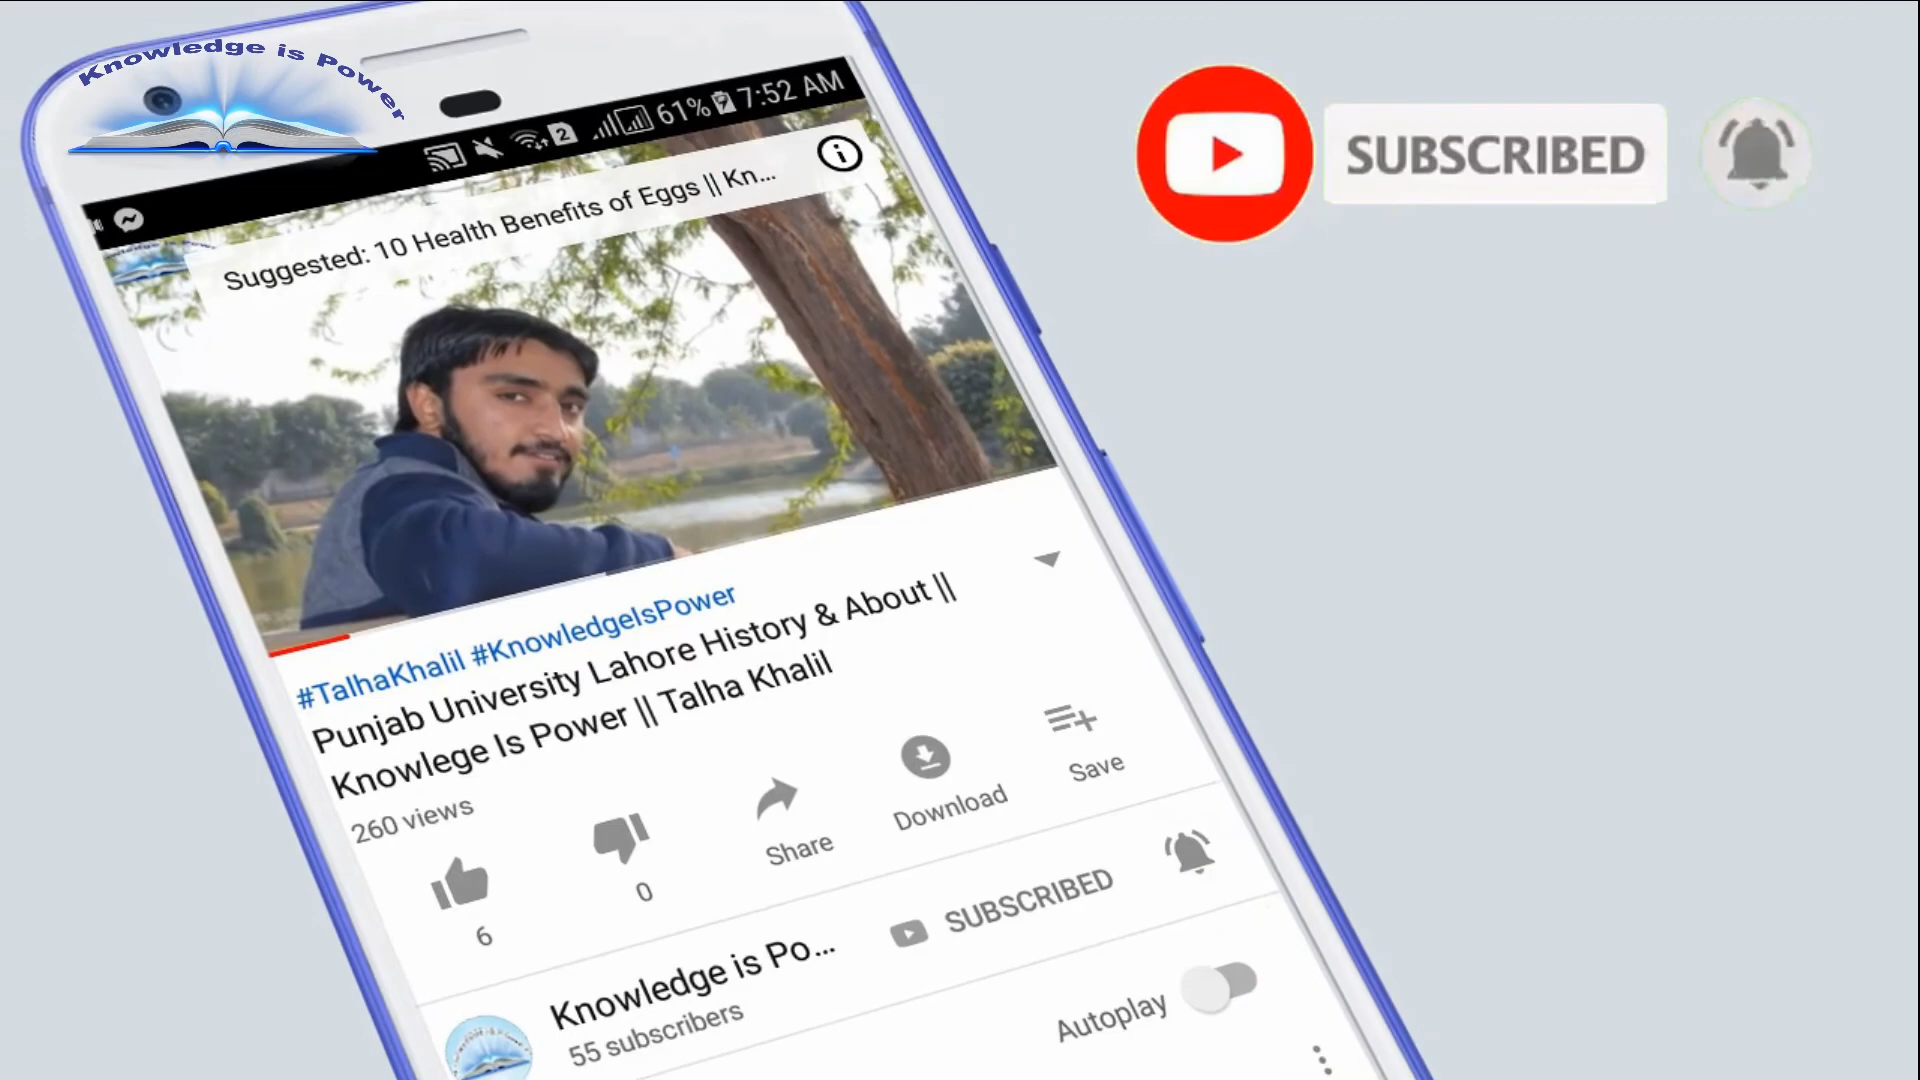 Knowledge is Power
2
61%
7:52 AM
Suggested: 10 Health Benefits of Eggs || Kn...
#TalhaKhalil #KnowledgeIsPower
Punjab University Lahore History & About ||
Knowlege Is Power || Talha Khalil
260 views
6
0
Share
Download
Save
Knowledge is Po...
55 subscribers
SUBSCRIBED
Autoplay
SUBSCRIBED